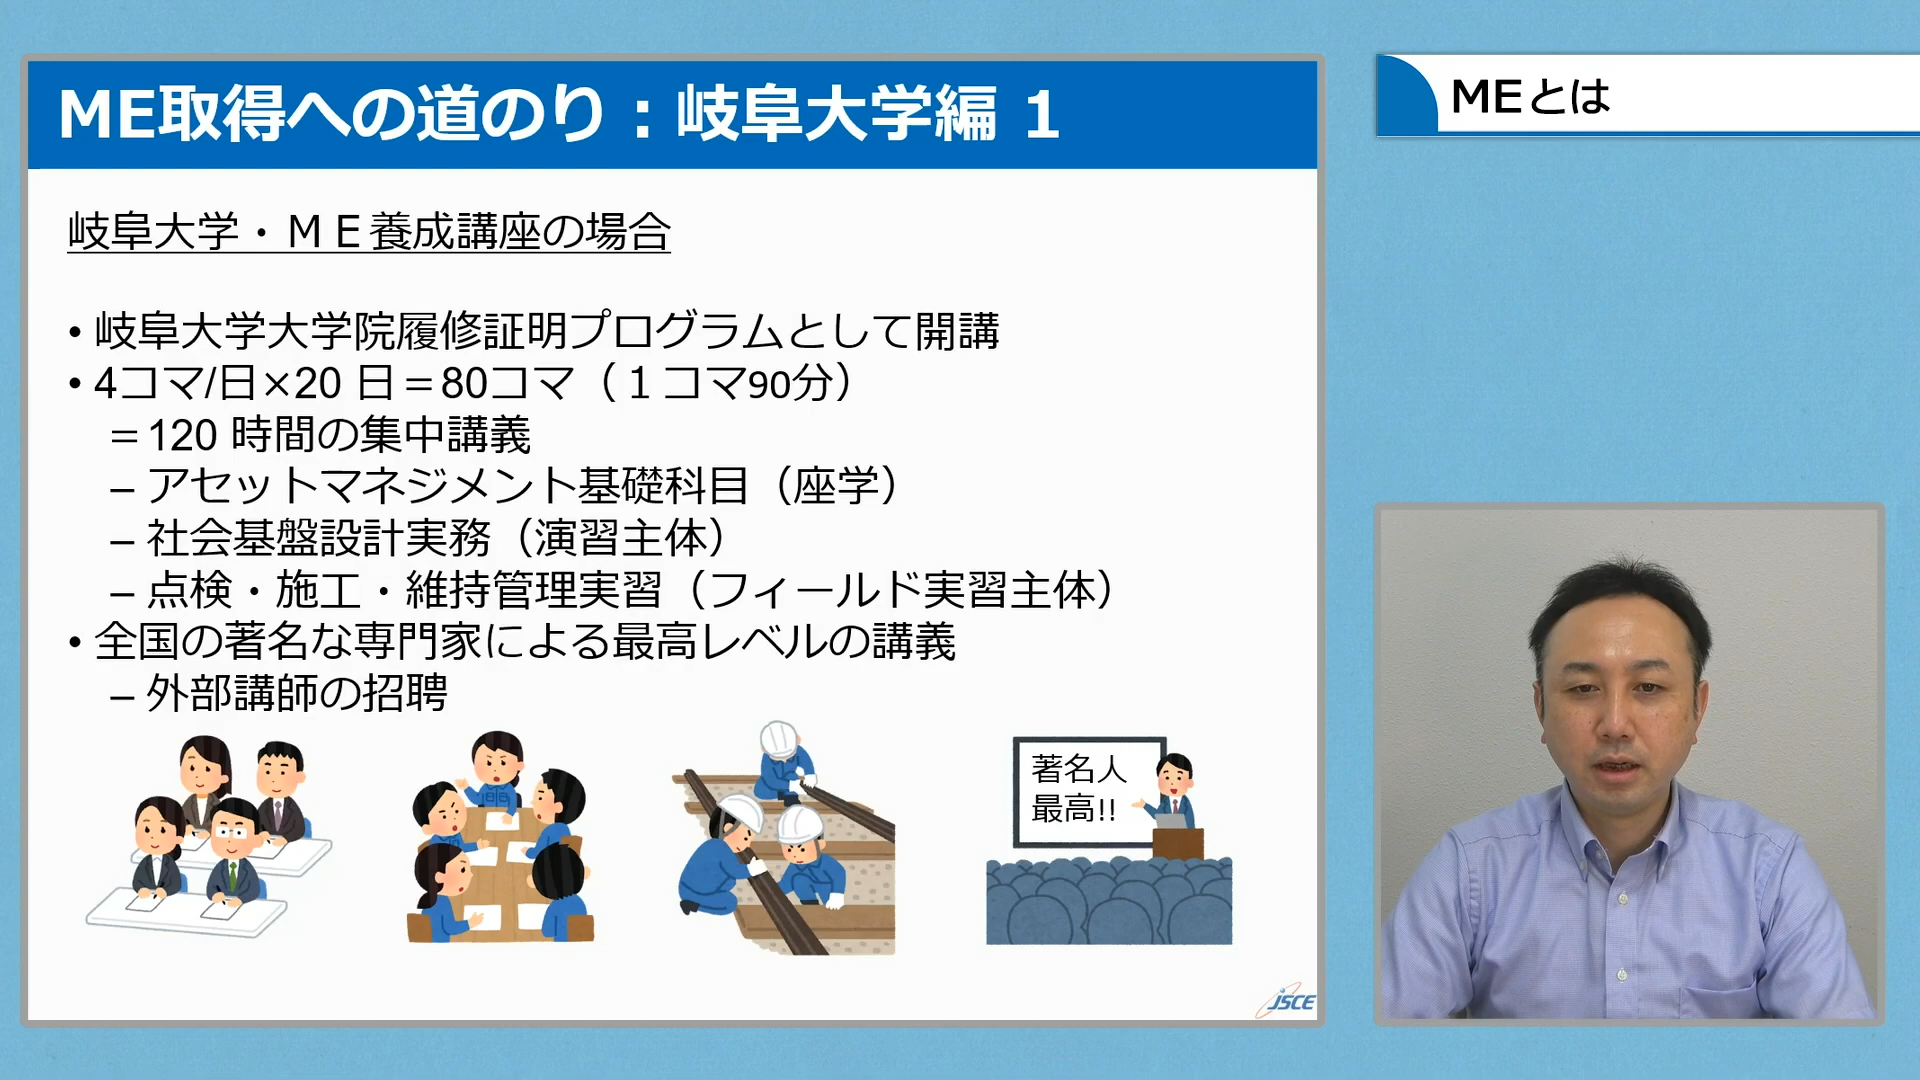 ME取得への道のり：岐阜大学編 1
MEとは
岐阜大学・ＭＥ養成講座の場合
• 岐阜大学大学院履修証明プログラムとして開講
• 4コマ/日×20 日＝80コマ（１コマ90分）
＝120 時間の集中講義
– アセットマネジメント基礎科目（座学）
– 社会基盤設計実務（演習主体）
– 点検・施工・維持管理実習（フィールド実習主体）
• 全国の著名な専門家による最高レベルの講義
– 外部講師の招聘
著名人
最高!!
JSCE